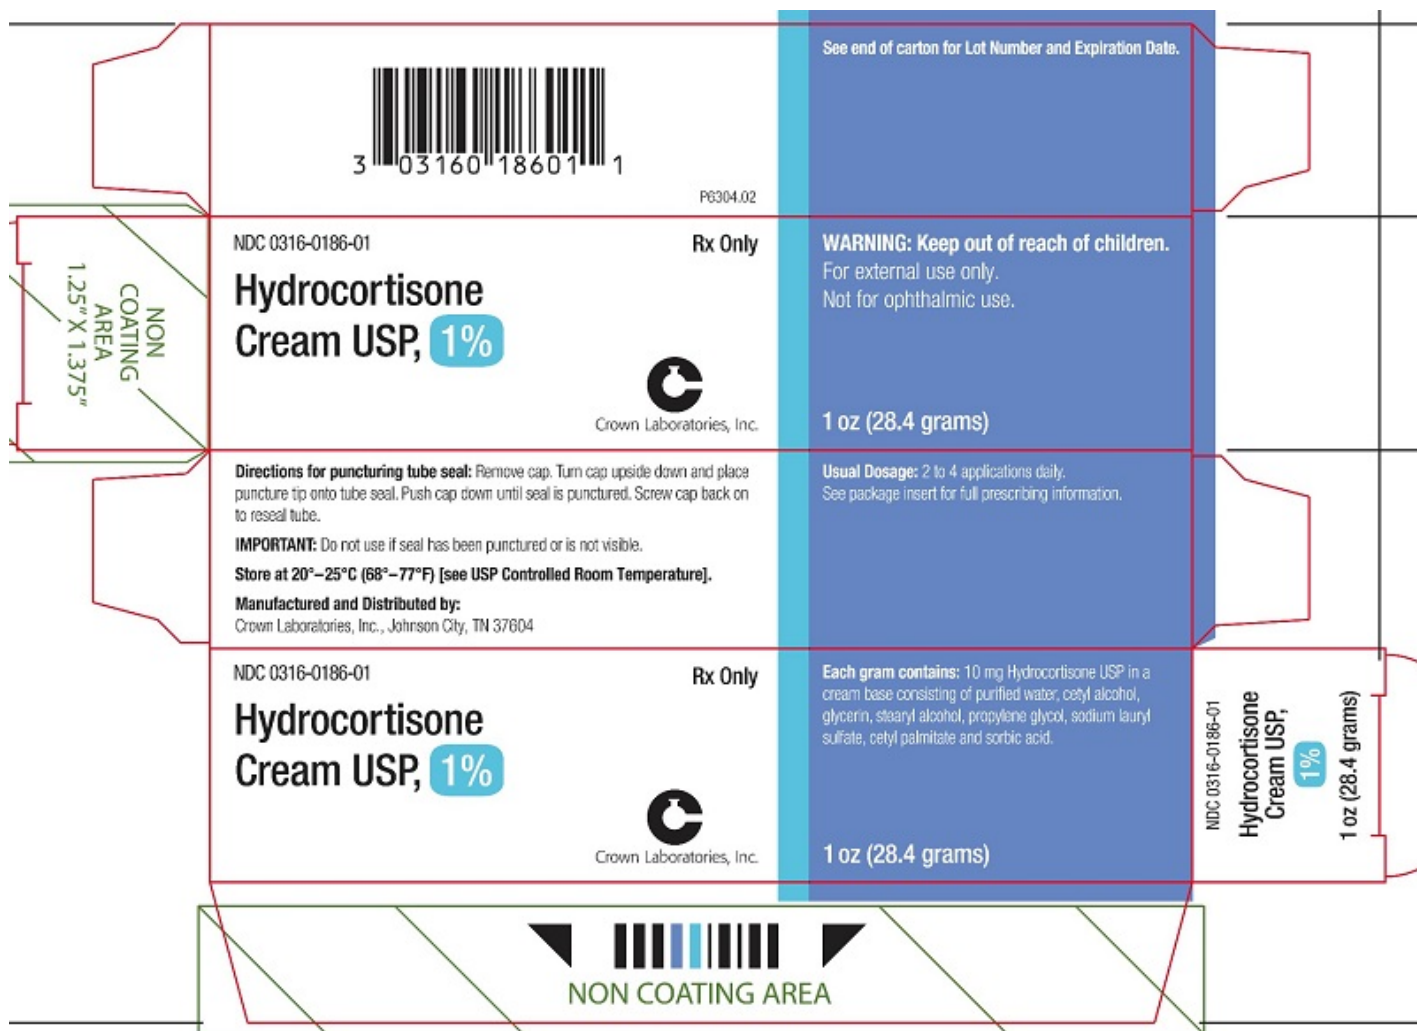 See end of carton for Lot Number and Expiration Date.
3 03160 18601 1
P6304.02
NDC 0316-0186-01
Rx Only
Hydrocortisone
Cream USP, 1%
Crown Laboratories, Inc.
WARNING: Keep out of reach of children.
For external use only.
Not for ophthalmic use.
1 oz (28.4 grams)
NON
COATING
AREA
1.25" X 1.375"
Directions for puncturing tube seal: Remove cap. Turn cap upside down and place
puncture tip onto tube seal. Push cap down until seal is punctured. Screw cap back on
to reseal tube.
IMPORTANT: Do not use if seal has been punctured or is not visible.
Store at 20°–25°C (68°–77°F) [see USP Controlled Room Temperature].
Manufactured and Distributed by:
Crown Laboratories, Inc., Johnson City, TN 37604
Usual Dosage: 2 to 4 applications daily.
See package insert for full prescribing information.
NDC 0316-0186-01
Rx Only
Hydrocortisone
Cream USP, 1%
Crown Laboratories, Inc.
Each gram contains: 10 mg Hydrocortisone USP in a
cream base consisting of purified water, cetyl alcohol,
glycerin, stearyl alcohol, propylene glycol, sodium lauryl
sulfate, cetyl palmitate and sorbic acid.
1 oz (28.4 grams)
NDC 0316-0186-01
Hydrocortisone
Cream USP,
1%
1 oz (28.4 grams)
NON COATING AREA